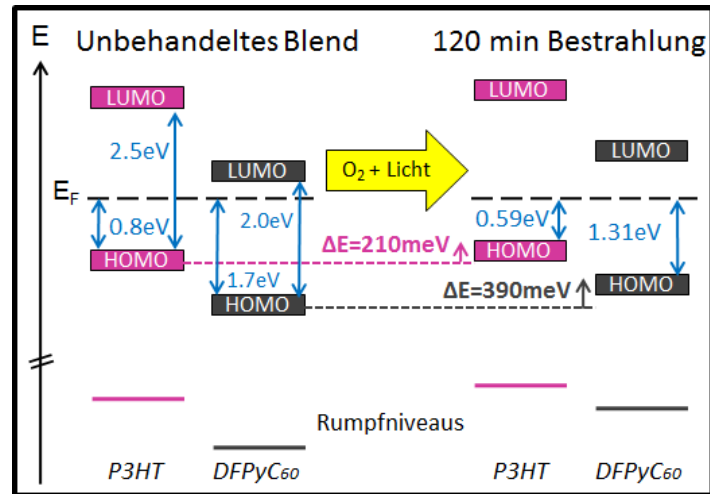 E
Unbehandeltes Blend
120 min Bestrahlung
LUMO
LUMO
2.5eV
LUMO
O₂ + Licht
LUMO
E_F
0.8eV
2.0eV
0.59eV
1.31eV
HOMO
ΔE=210meV
HOMO
1.7eV
HOMO
ΔE=390meV
HOMO
Rumpfniveaus
P3HT
DFPyC₆₀
P3HT
DFPyC₆₀